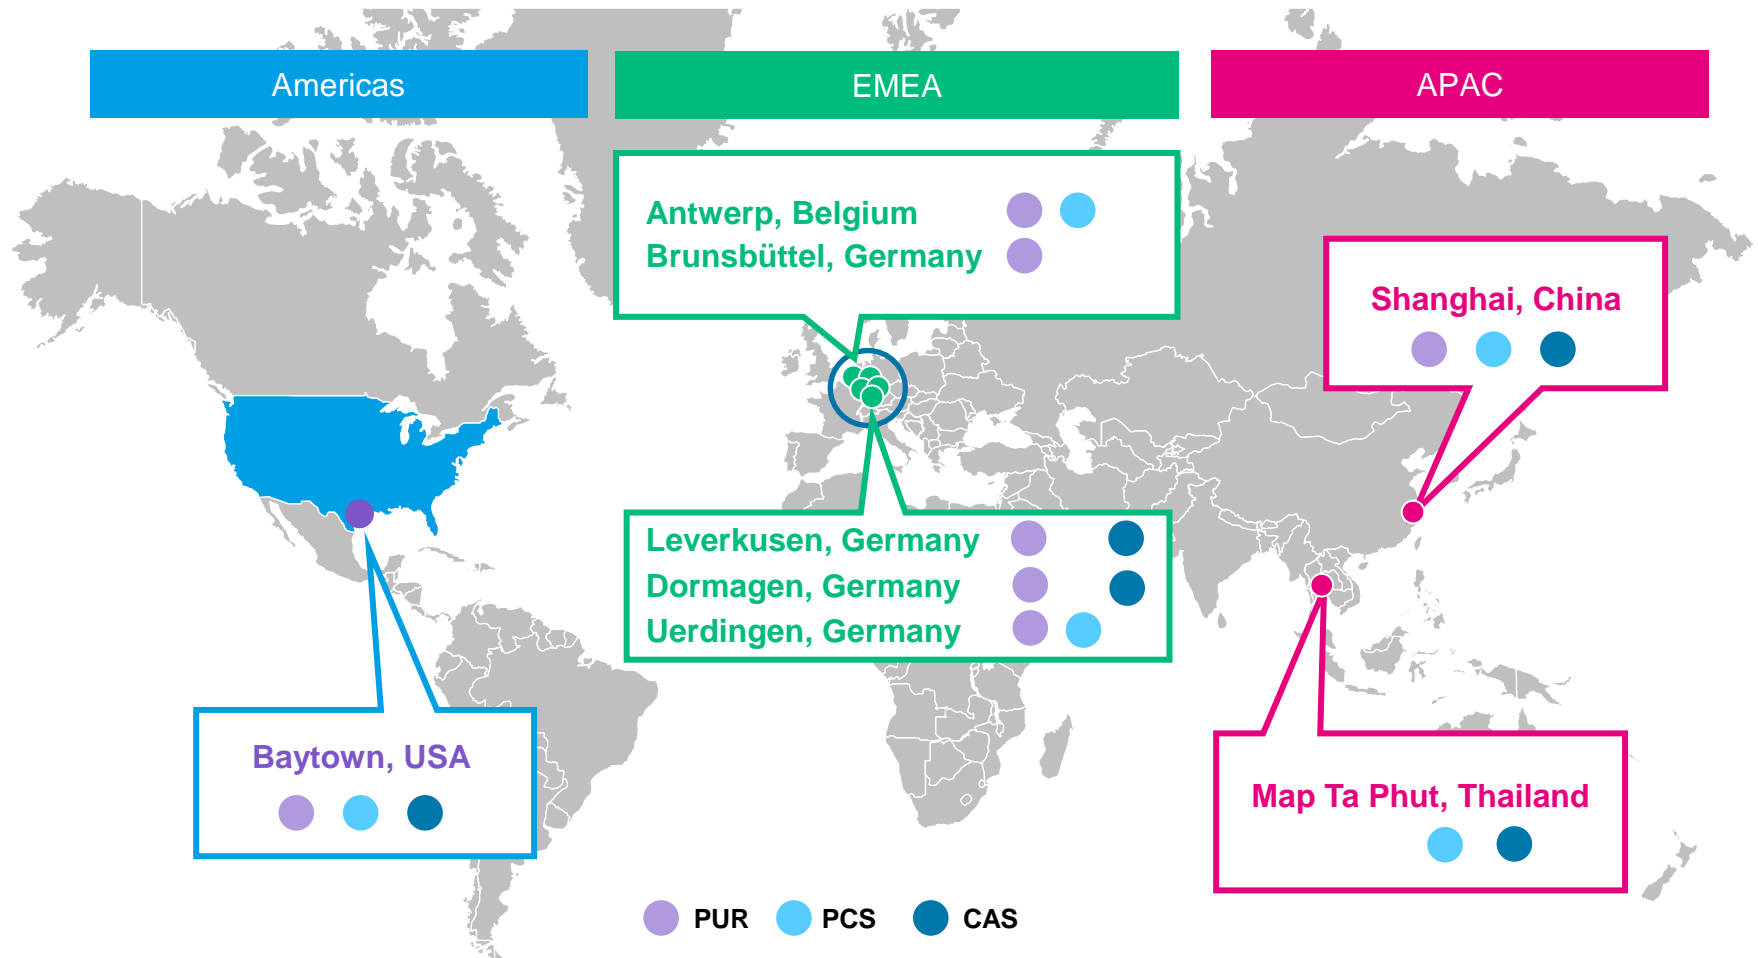 Americas
EMEA
APAC
Antwerp, Belgium
Brunsbüttel, Germany
Shanghai, China
Leverkusen, Germany
Dormagen, Germany
Uerdingen, Germany
Baytown, USA
Map Ta Phut, Thailand
PUR
PCS
CAS